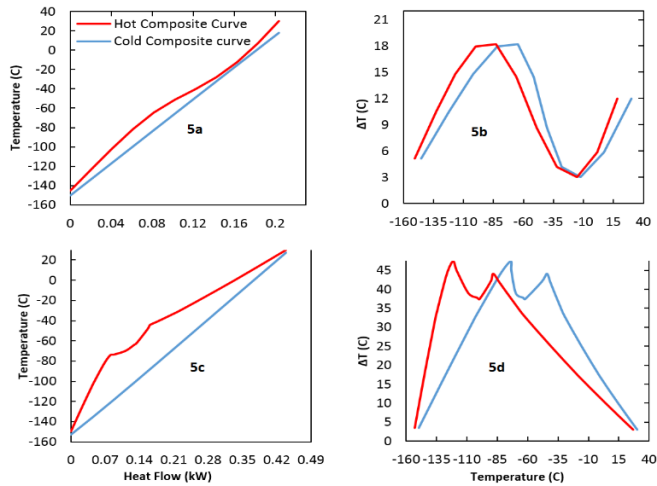 Hot Composite Curve
Cold Composite curve
Temperature (C)
40
20
0
-20
-40
-60
-80
-100
-120
-140
-160
5a
0 0.04 0.08 0.12 0.16 0.2
ΔT (C)
21
18
15
12
9
6
3
0
5b
-160 -135 -110 -85 -60 -35 -10 15 40
Temperature (C)
20
0
-20
-40
-60
-80
-100
-120
-140
-160
5c
0 0.07 0.14 0.21 0.28 0.35 0.42 0.49
Heat Flow (kW)
ΔT (C)
45
40
35
30
25
20
15
10
5
0
5d
-160 -135 -110 -85 -60 -35 -10 15 40
Temperature (C)